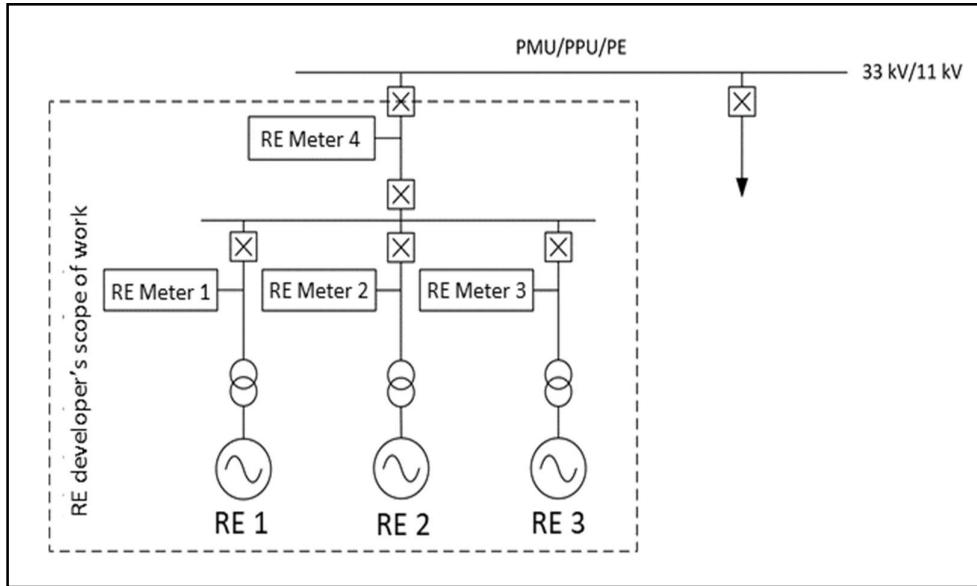 PMU/PPU/PE
33 kV/11 kV
RE Meter 4
RE Meter 1
RE Meter 2
RE Meter 3
RE developer's scope of work
RE 1
RE 2
RE 3